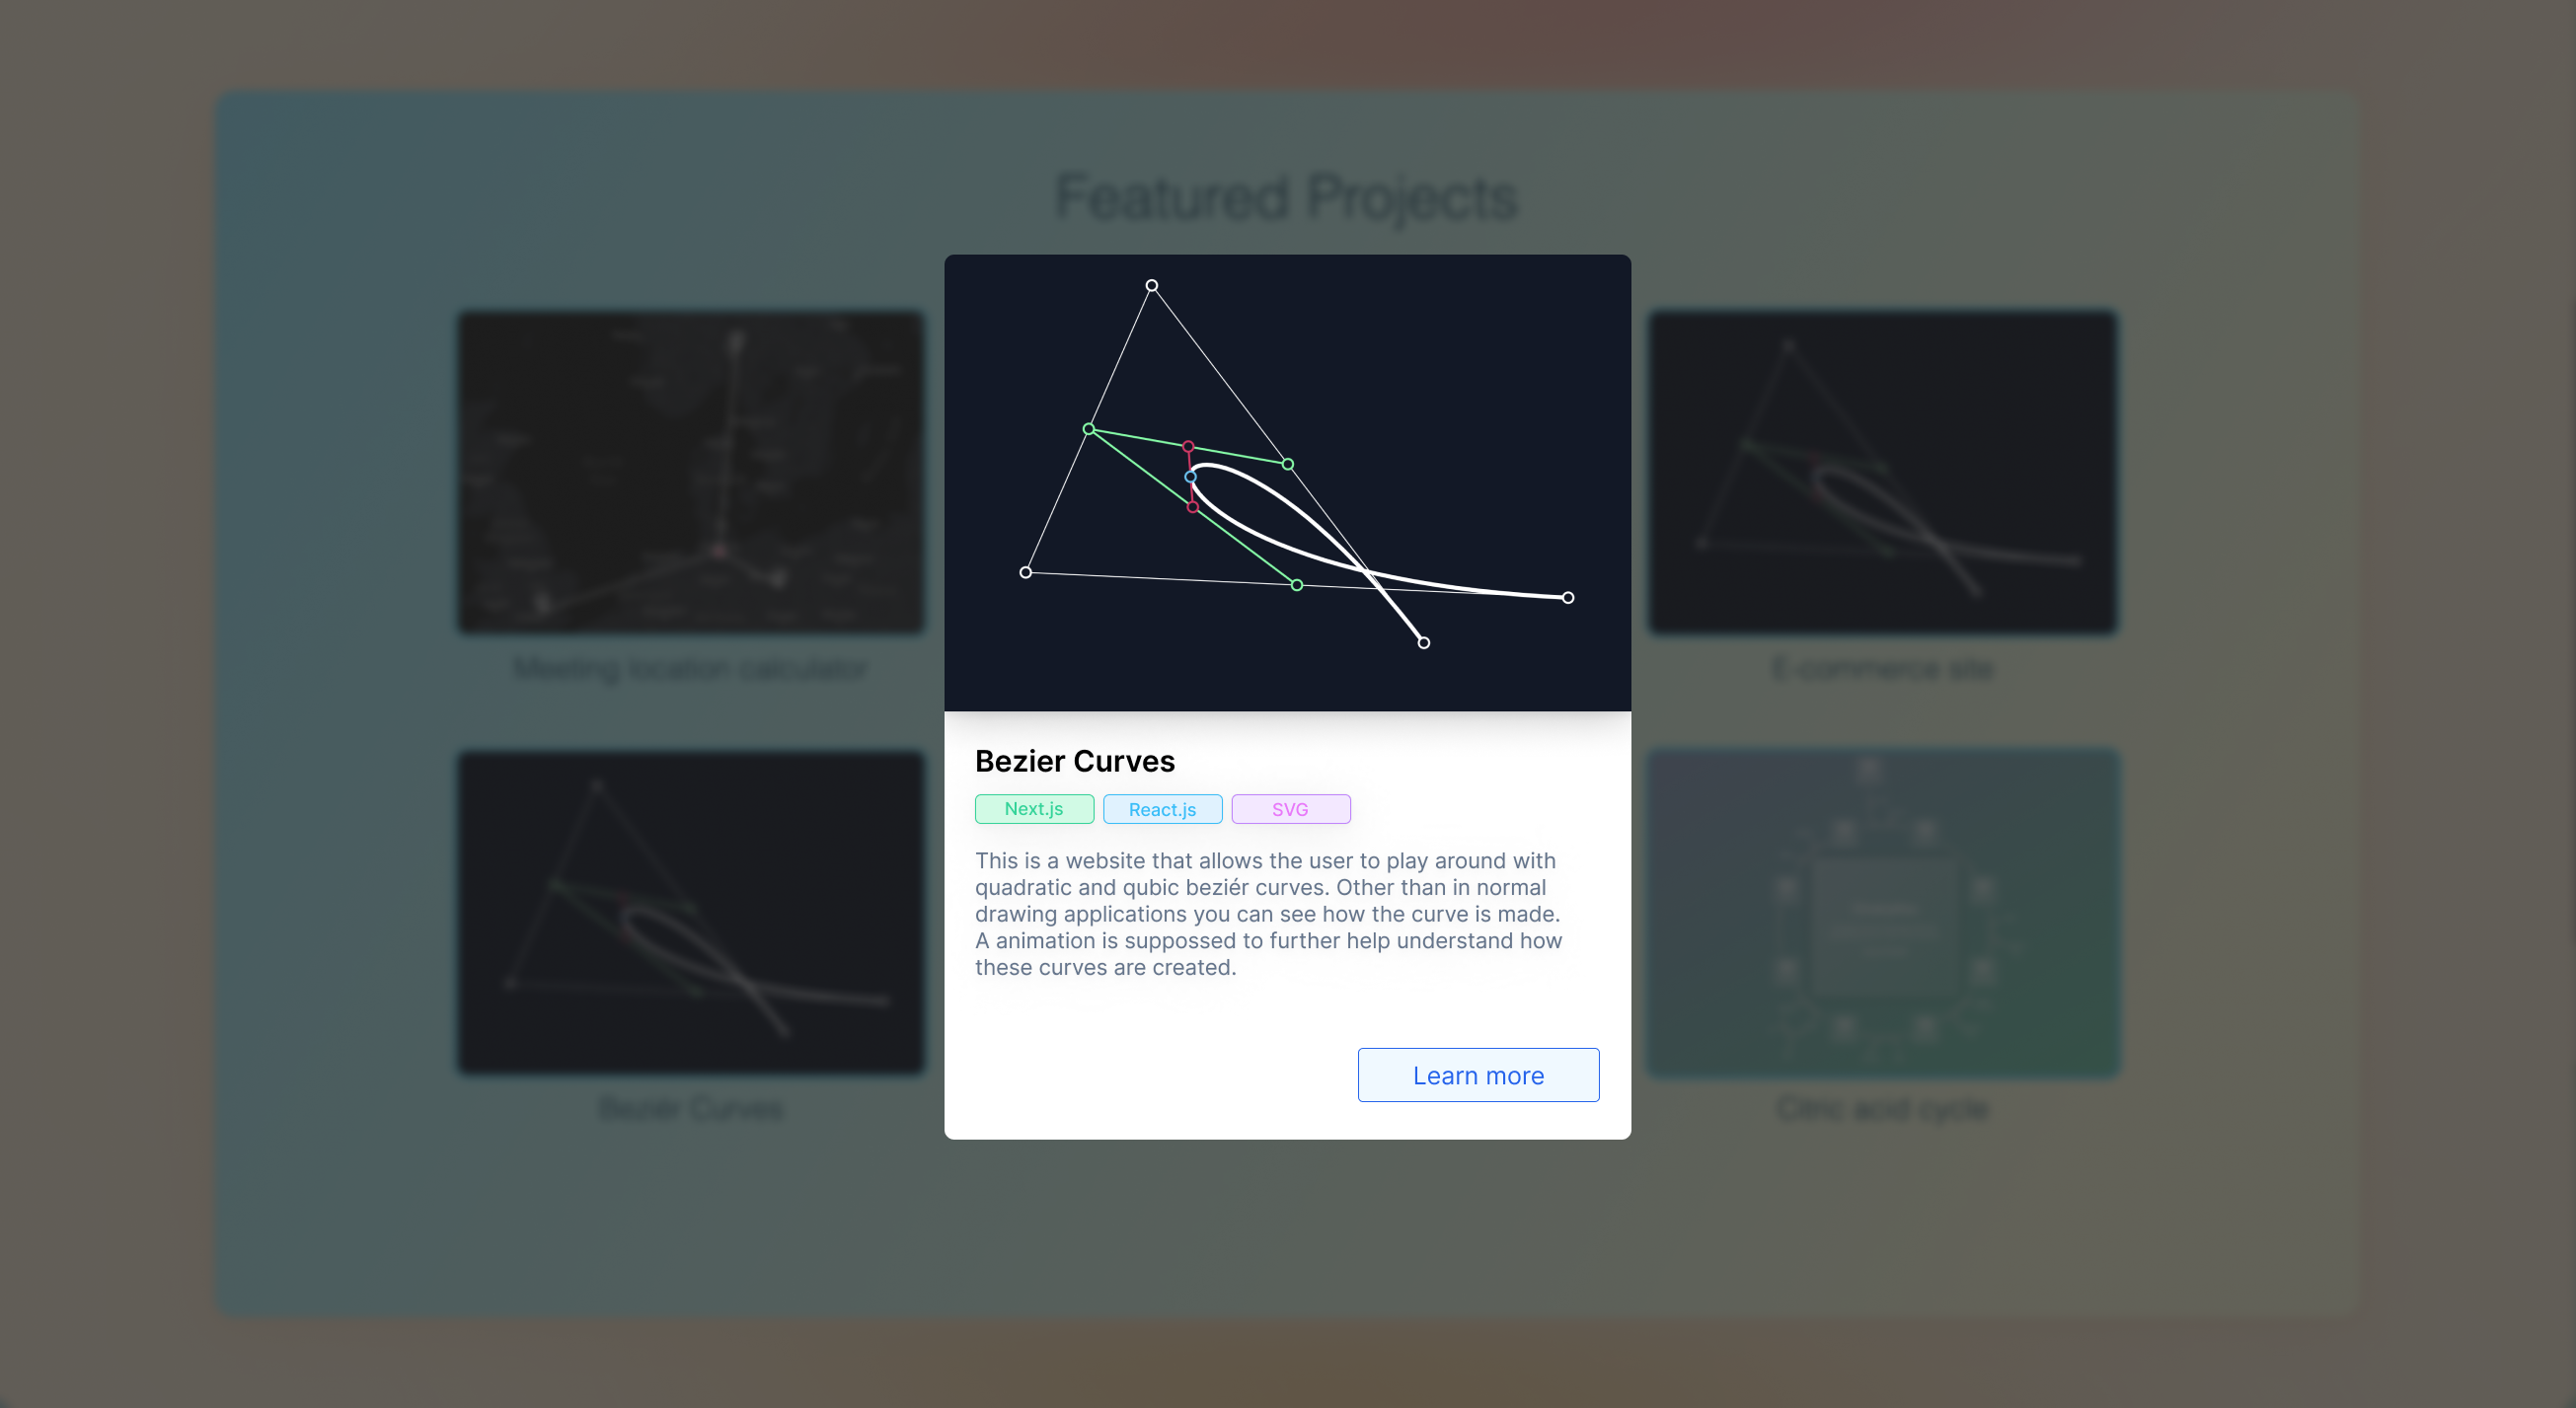 Featured Projects
Meeting location calculator
E-commerce site
Bezier Curves
Next.js
React.js
SVG
This is a website that allows the user to play around with
quadratic and qubic beziér curves. Other than in normal
drawing applications you can see how the curve is made.
A animation is suppossed to further help understand how
these curves are created.
Learn more
Beziér Curves
Citric acid cycle